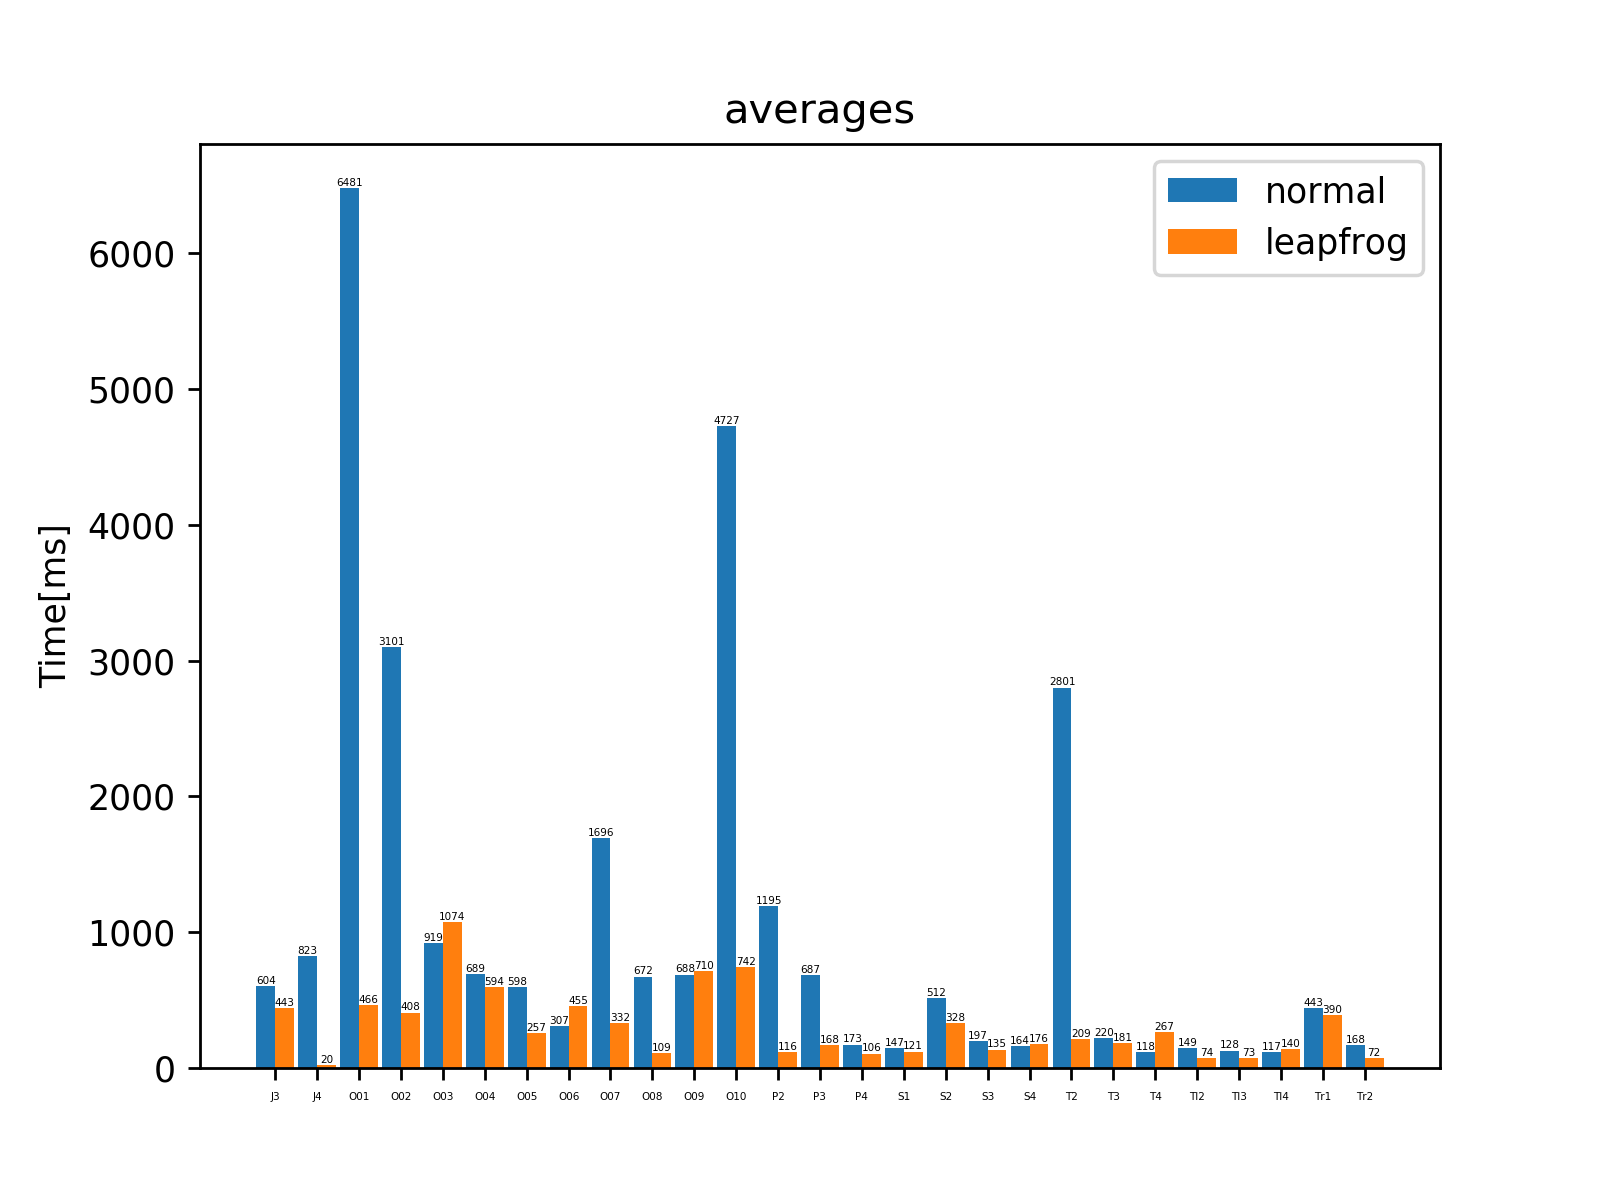 averages
normal
leapfrog
Time[ms]
6000
5000
4000
3000
2000
1000
0
604 443 823 20 6481 466 3101 408 919 1074 689 594 598 257 307 455 1696 332 672 109 688 710 4727 742 1195 116 687 168 173 106 147 121 512 328 197 135 164 176 2801 209 220 181 118 267 149 74 128 73 117 140 443 390 168 72
J3 J4 O01 O02 O03 O04 O05 O06 O07 O08 O09 O10 P2 P3 P4 S1 S2 S3 S4 T2 T3 T4 TI2 TI3 TI4 Tr1 Tr2